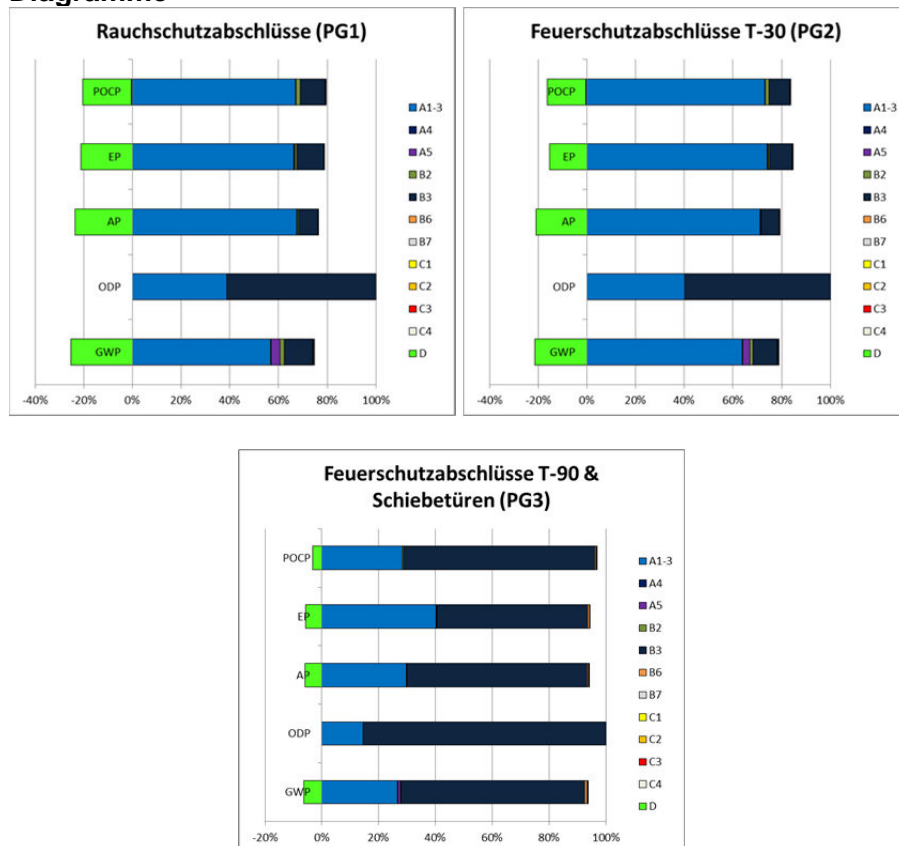 Diagramme
Rauchschutzabschlüsse (PG1)
POCP
EP
AP
ODP
GWP
-40% -20% 0% 20% 40% 60% 80% 100%
A1-3
A4
A5
B2
B3
B6
B7
C1
C2
C3
C4
D
Feuerschutzabschlüsse T-30 (PG2)
POCP
EP
AP
ODP
GWP
-40% -20% 0% 20% 40% 60% 80% 100%
A1-3
A4
A5
B2
B3
B6
B7
C1
C2
C3
C4
D
Feuerschutzabschlüsse T-90 &
Schiebetüren (PG3)
POCP
EP
AP
ODP
GWP
-20% 0% 20% 40% 60% 80% 100%
A1-3
A4
A5
B2
B3
B6
B7
C1
C2
C3
C4
D